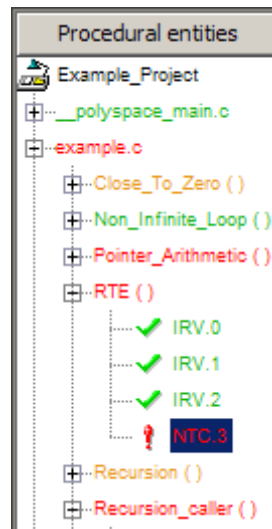 Procedural entities
Example_Project
__polyspace_main.c
example.c
Close_To_Zero ( )
Non_Infinite_Loop ( )
Pointer_Arithmetic ( )
RTE ( )
IRV.0
IRV.1
IRV.2
NTC.3
Recursion ( )
Recursion_caller ( )